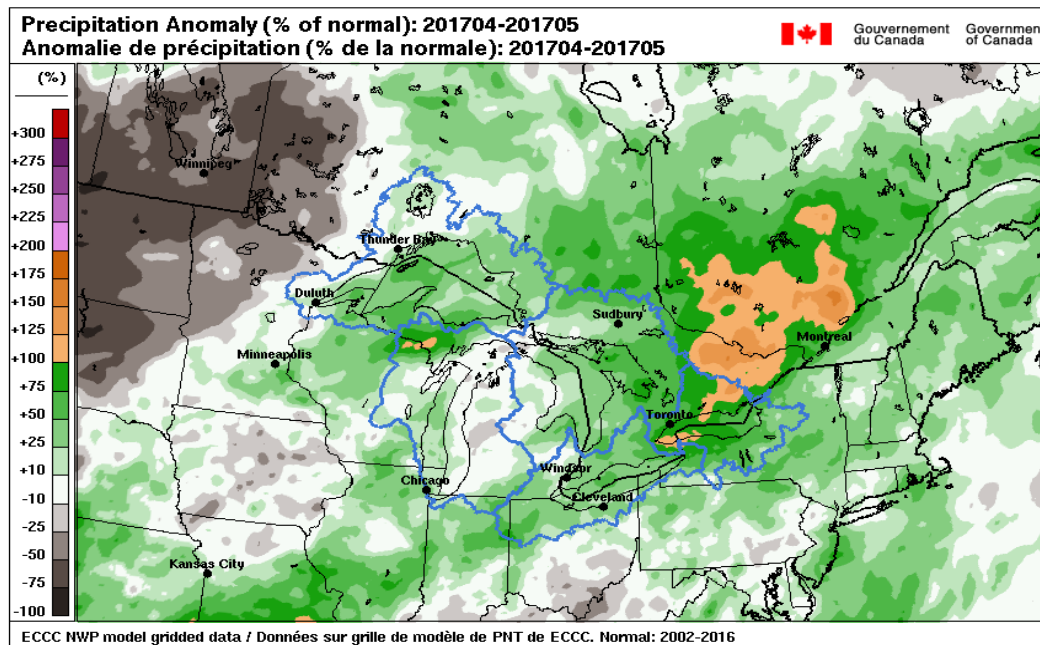 Precipitation Anomaly (% of normal): 201704-201705
Anomalie de précipitation (% de la normale): 201704-201705
Gouvernement du Canada
Government of Canada
(%)
+300
+275
+250
+225
+200
+175
+150
+125
+100
+75
+50
+25
+10
-10
-25
-50
-75
-100
Winnipeg
Thunder Bay
Duluth
Sudbury
Minneapolis
Montreal
Toronto
Windsor
Chicago
Cleveland
Kansas City
ECCC NWP model gridded data / Données sur grille de modèle de PNT de ECCC. Normal: 2002-2016